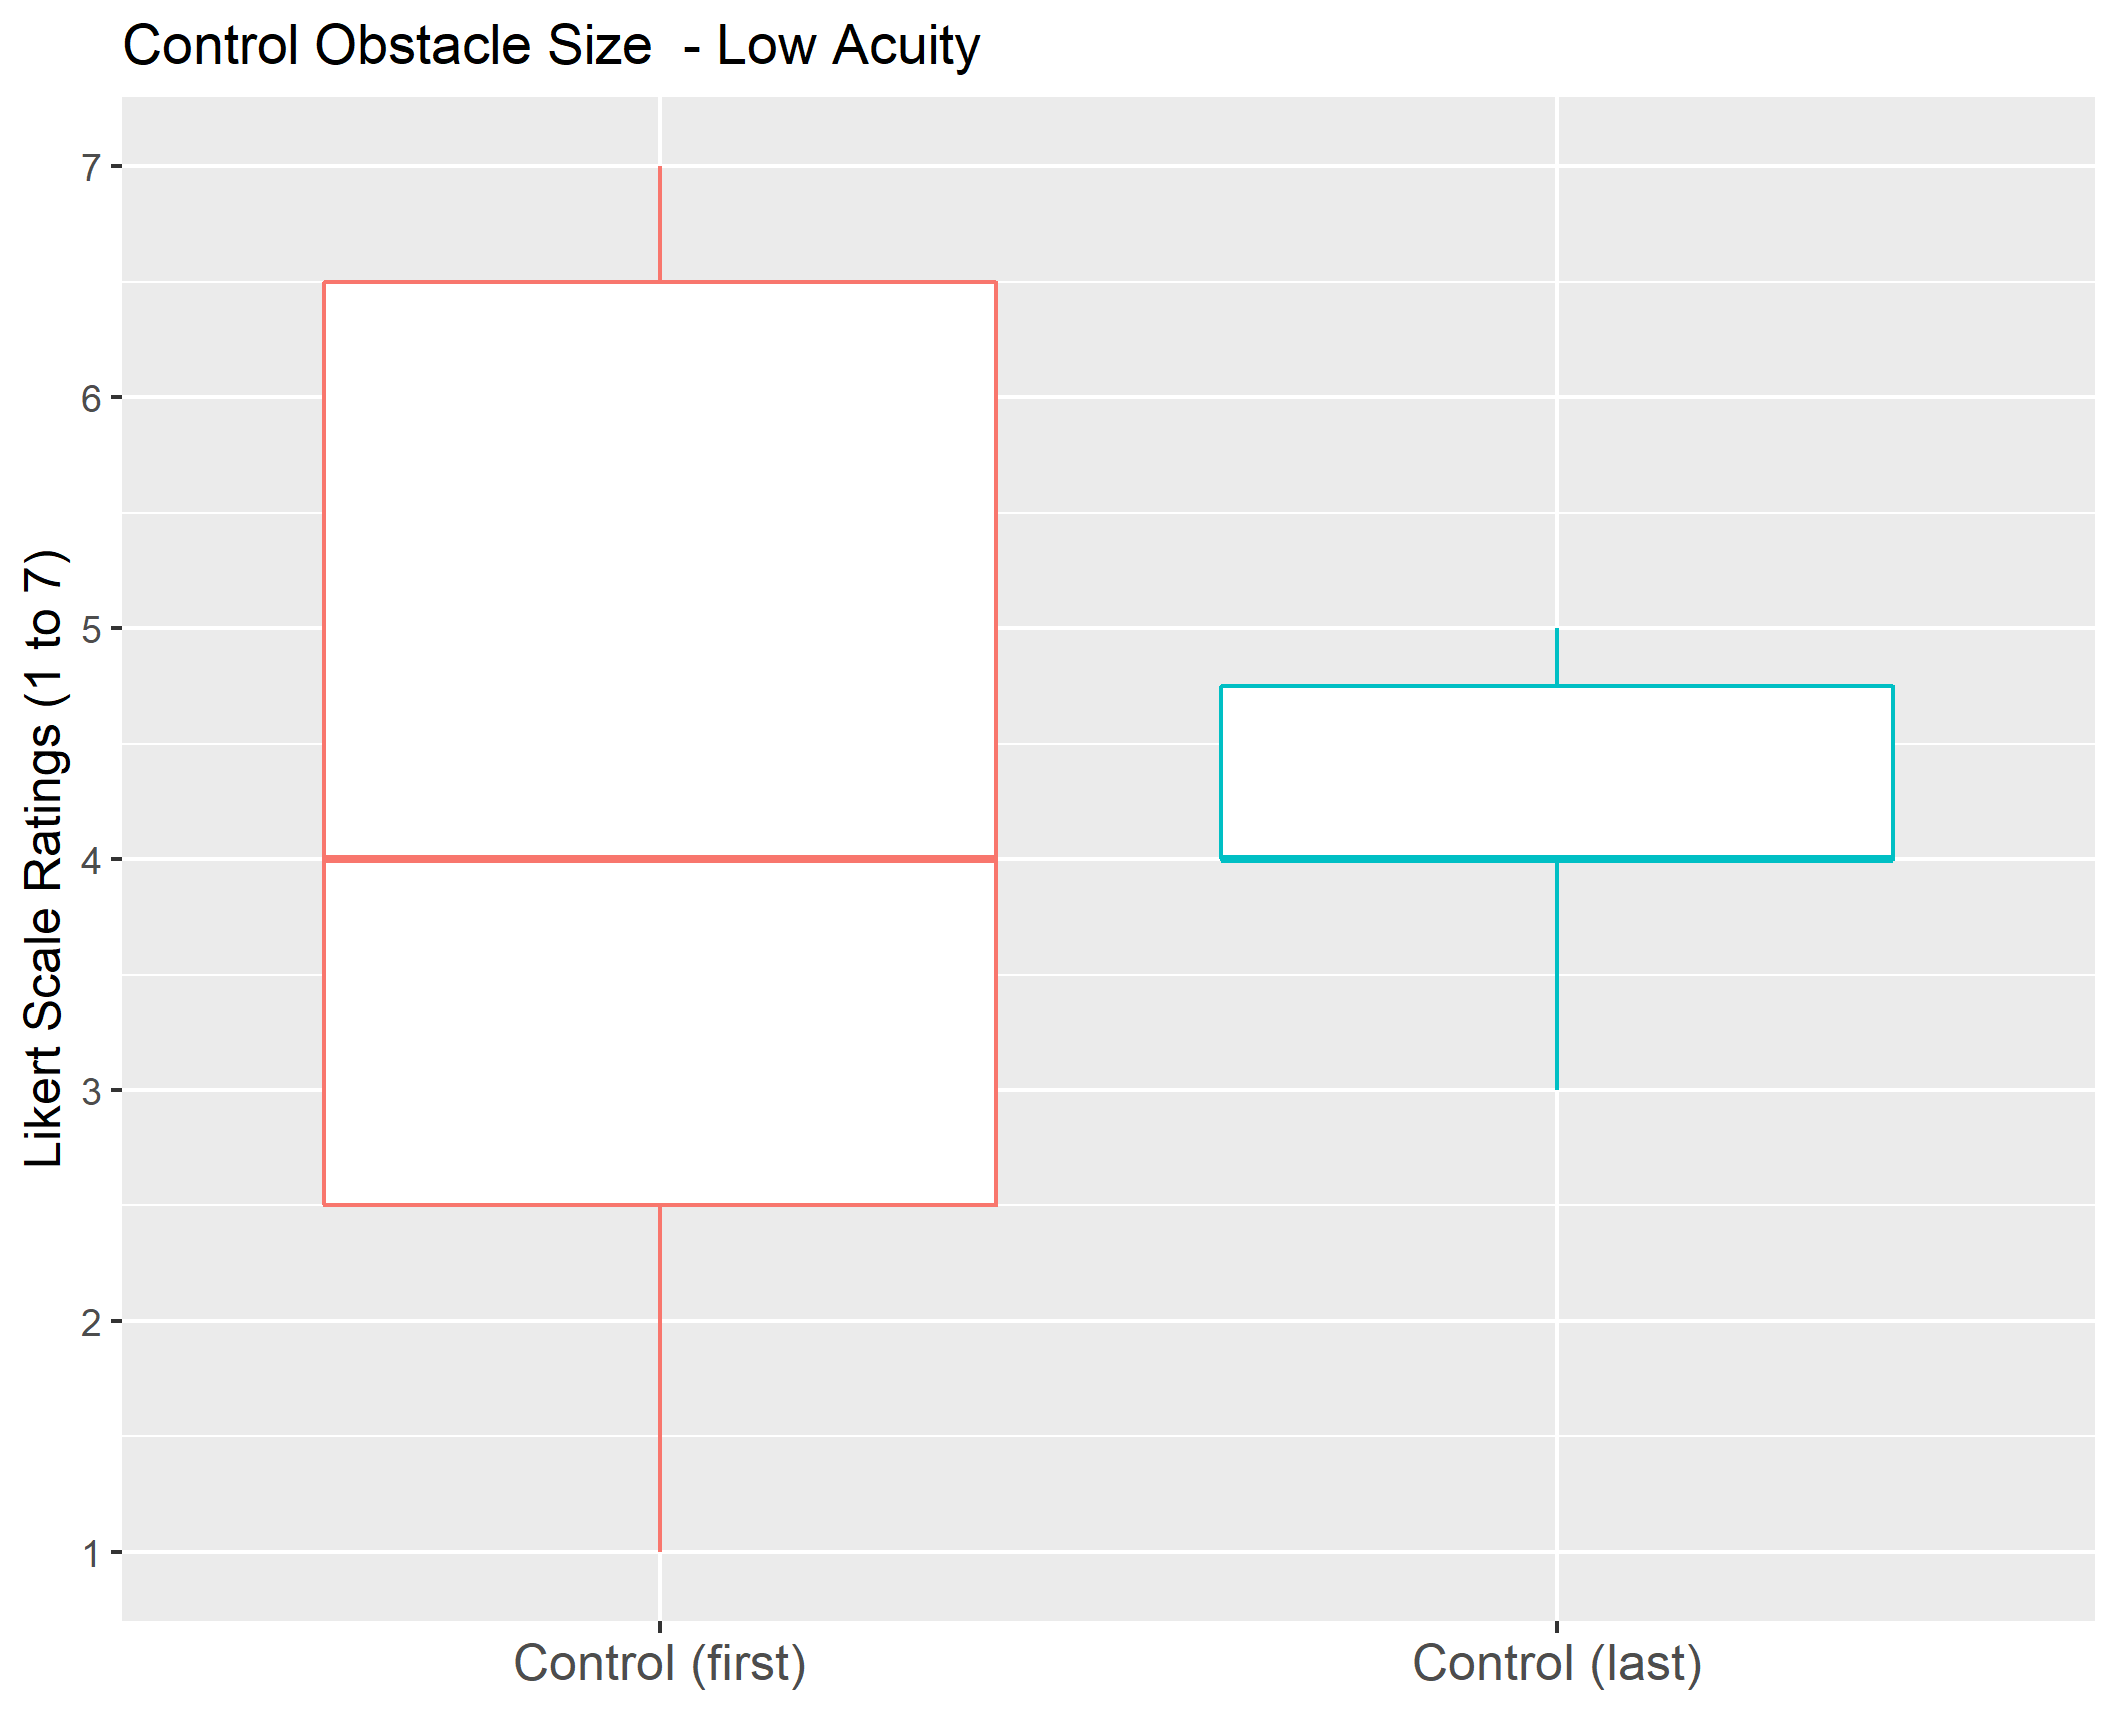 Control Obstacle Size  - Low Acuity
Likert Scale Ratings (1 to 7)
7
6
5
4
3
2
1
Control (first)
Control (last)